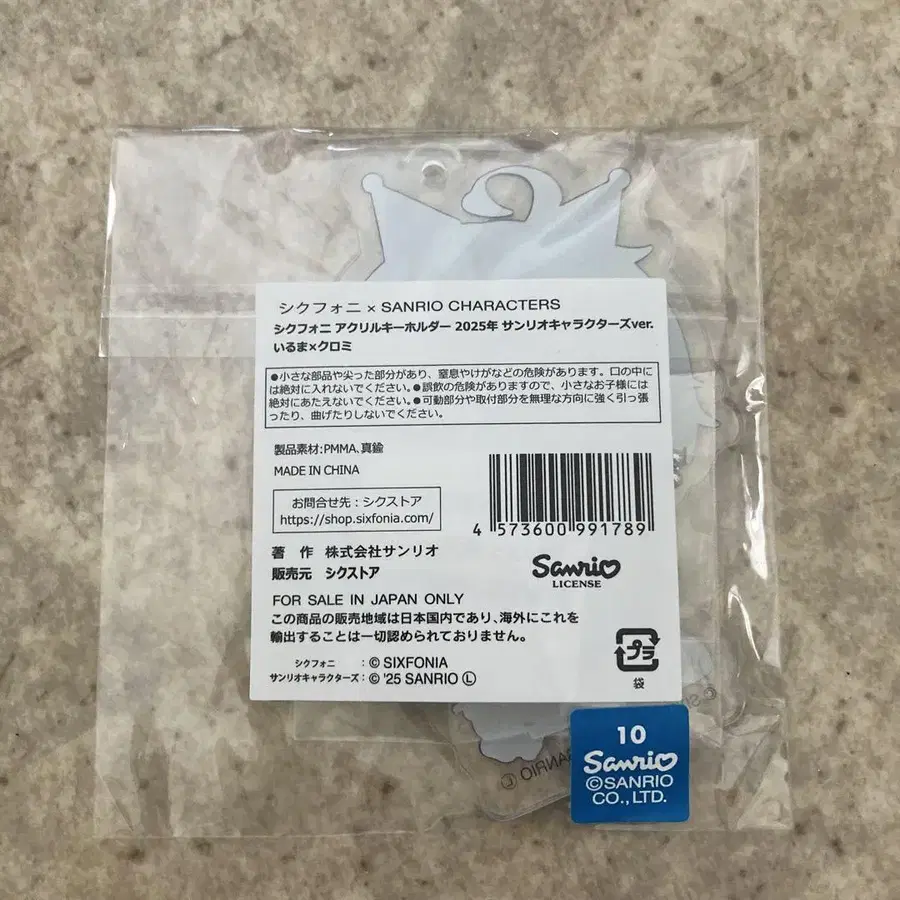 シクフォニ × SANRIO CHARACTERS
シクフォニ アクリルキーホルダー 2025年 サンリオキャラクターズver.
いるま×クロミ
●小さな部品や尖った部分があり、窒息やけがなどの危険があります。口の中に
は絶対に入れないでください。●誤飲の危険がありますので、小さなお子様には
絶対にあたえないでください。●可動部分や取付部分を無理な方向に強く引っ張
ったり、曲げたりしないでください。
製品素材:PMMA、真鍮
MADE IN CHINA
お問合せ先：シクストア
https://shop.sixfonia.com/
4 573600 991789
著 作 株式会社サンリオ
販売元 シクストア
Sanrio
LICENSE
FOR SALE IN JAPAN ONLY
この商品の販売地域は日本国内であり、海外にこれを
輸出することは一切認められておりません。
シクフォニ ：© SIXFONIA
サンリオキャラクターズ：© '25 SANRIO Ⓛ
プラ
袋
10
Sanrio
©SANRIO
CO.,LTD.
SANRIO Ⓛ